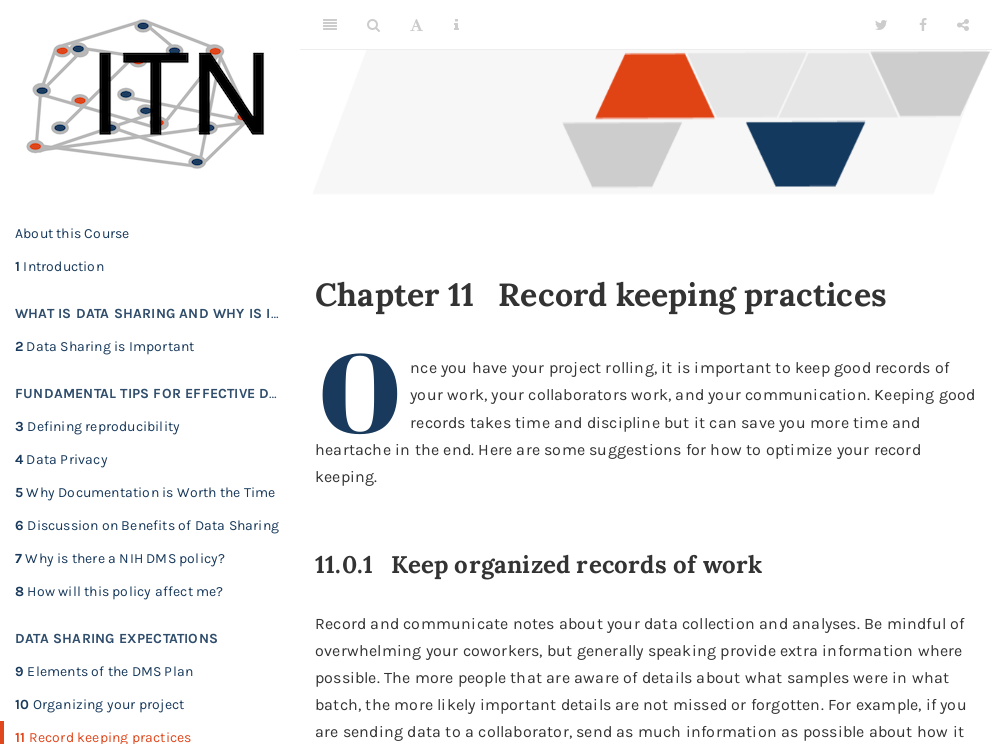 ITN
About this Course
1 Introduction
WHAT IS DATA SHARING AND WHY IS I...
2 Data Sharing is Important
FUNDAMENTAL TIPS FOR EFFECTIVE D...
3 Defining reproducibility
4 Data Privacy
5 Why Documentation is Worth the Time
6 Discussion on Benefits of Data Sharing
7 Why is there a NIH DMS policy?
8 How will this policy affect me?
DATA SHARING EXPECTATIONS
9 Elements of the DMS Plan
10 Organizing your project
11 Record keeping practices
Chapter 11 Record keeping practices
Once you have your project rolling, it is important to keep good records of
your work, your collaborators work, and your communication. Keeping good
records takes time and discipline but it can save you more time and
heartache in the end. Here are some suggestions for how to optimize your record
keeping.
11.0.1 Keep organized records of work
Record and communicate notes about your data collection and analyses. Be mindful of
overwhelming your coworkers, but generally speaking provide extra information where
possible. The more people that are aware of details about what samples were in what
batch, the more likely important details are not missed or forgotten. For example, if you
are sending data to a collaborator, send as much information as possible about how it